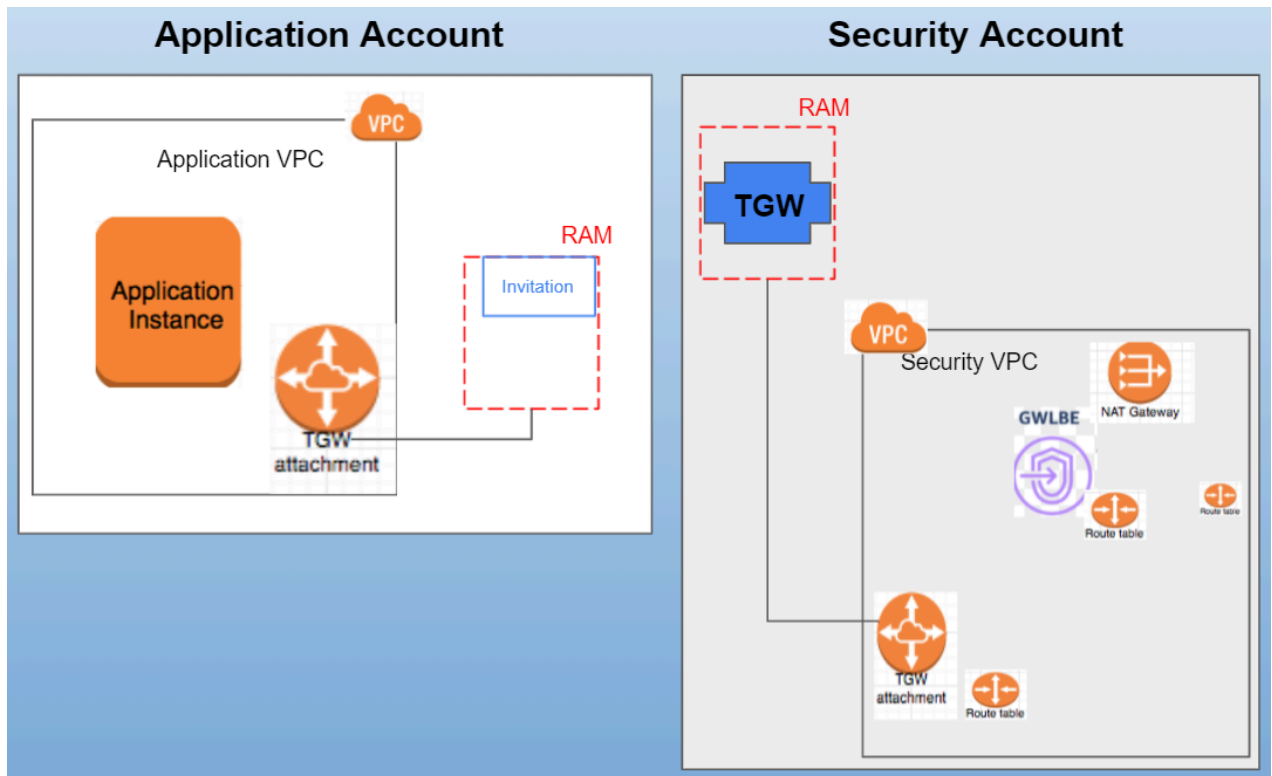 Application Account
VPC
Application VPC
Application
Instance
TGW
attachment
RAM
Invitation
Security Account
RAM
TGW
VPC
Security VPC
NAT Gateway
GWLBE
Route table
Route table
TGW
attachment
Route table